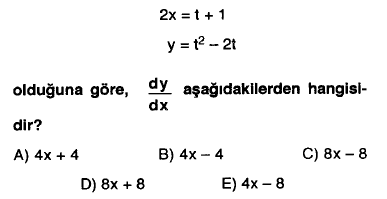 2x = t + 1
y = t² – 2t
olduğuna göre, dy/dx aşağıdakilerden hangisi-
dir?
A) 4x + 4 B) 4x – 4 C) 8x – 8
D) 8x + 8 E) 4x – 8